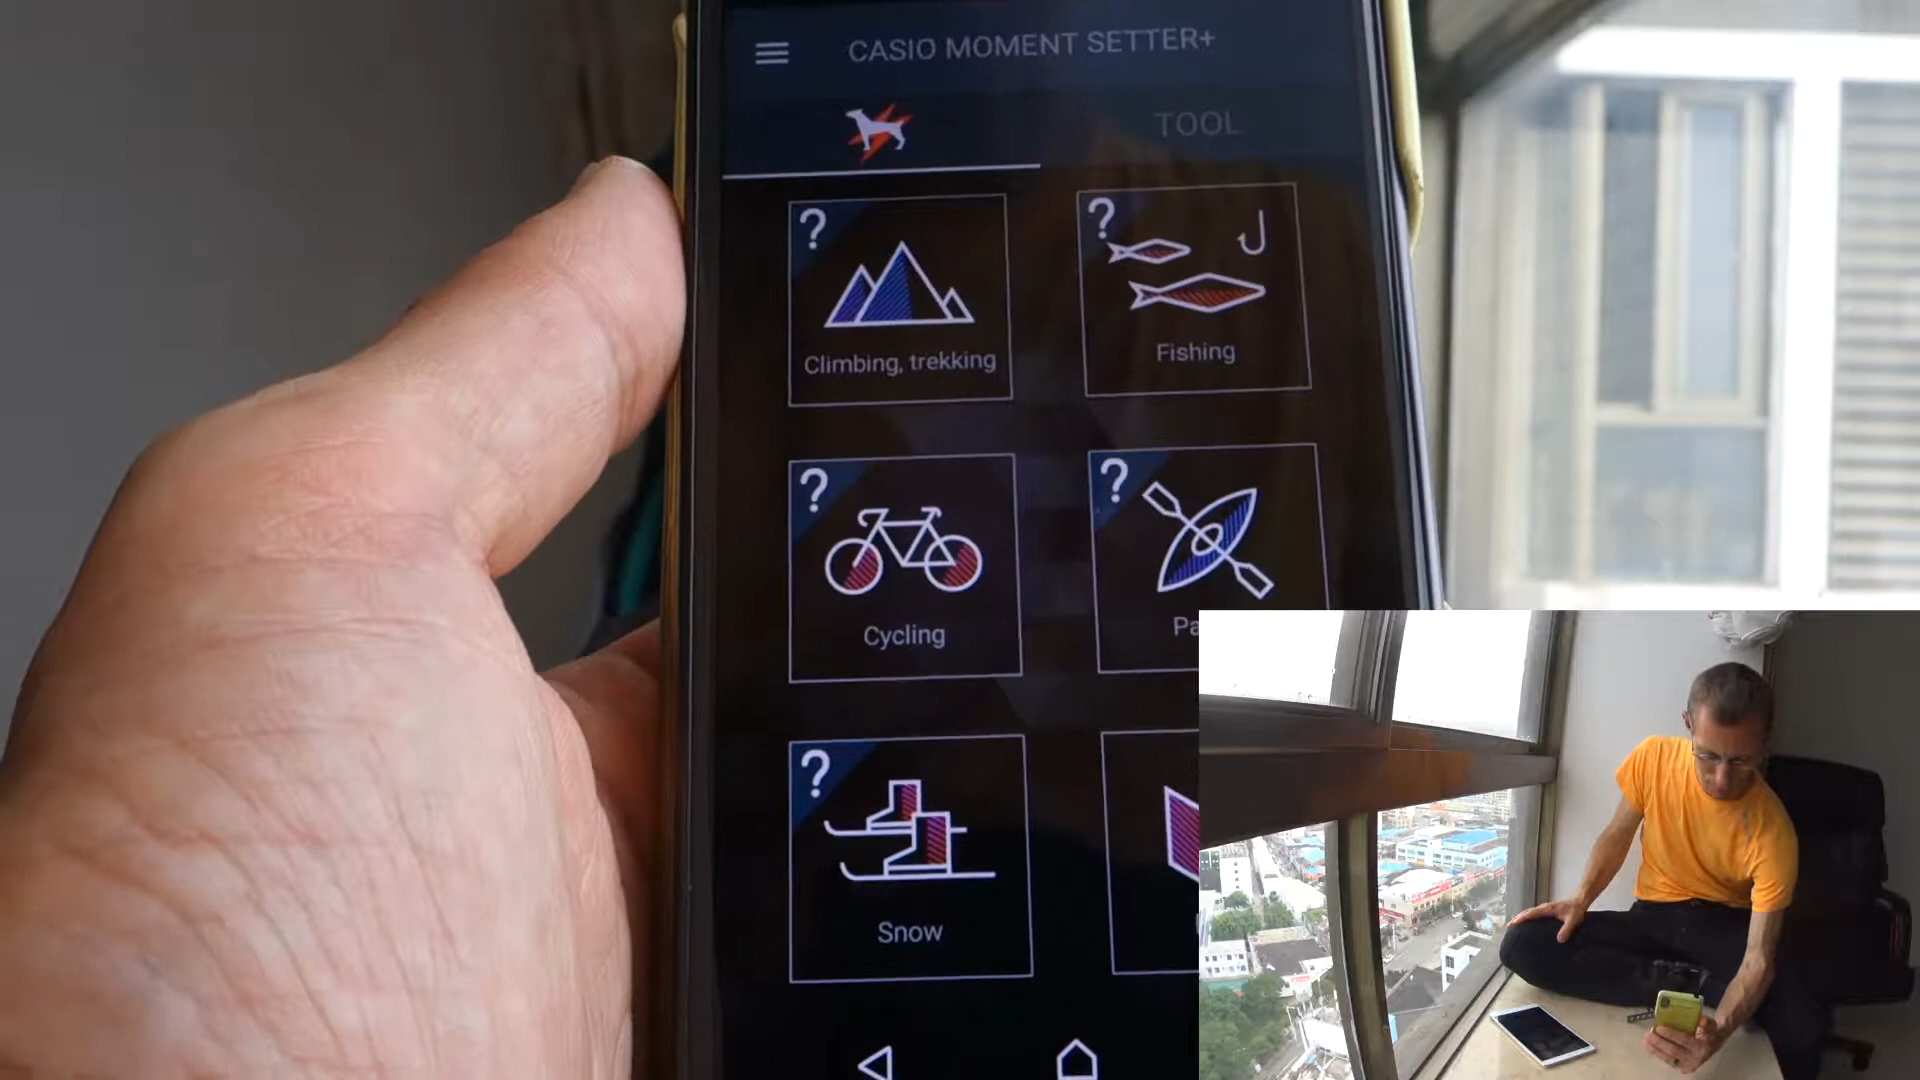 CASIO MOMENT SETTER+
TOOL
?
?
Climbing, trekking
Fishing
?
?
Cycling
Pa
?
Snow